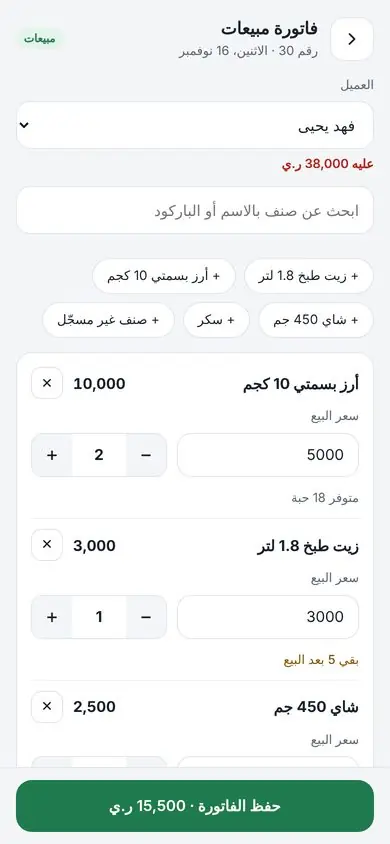 فاتورة مبيعات
رقم 30 · الاثنين، 16 نوفمبر
مبيعات
العميل
فهد يحيى
عليه 38,000 ر.ي
ابحث عن صنف بالاسم أو الباركود
+ زيت طبخ 1.8 لتر
+ أرز بسمتي 10 كجم
+ شاي 450 جم
+ سكر
+ صنف غير مسجّل
أرز بسمتي 10 كجم
10,000
×
سعر البيع
5000
− 2 +
متوفر 18 حبة
زيت طبخ 1.8 لتر
3,000
×
سعر البيع
3000
− 1 +
بقي 5 بعد البيع
شاي 450 جم
2,500
×
سعر البيع
حفظ الفاتورة · 15,500 ر.ي